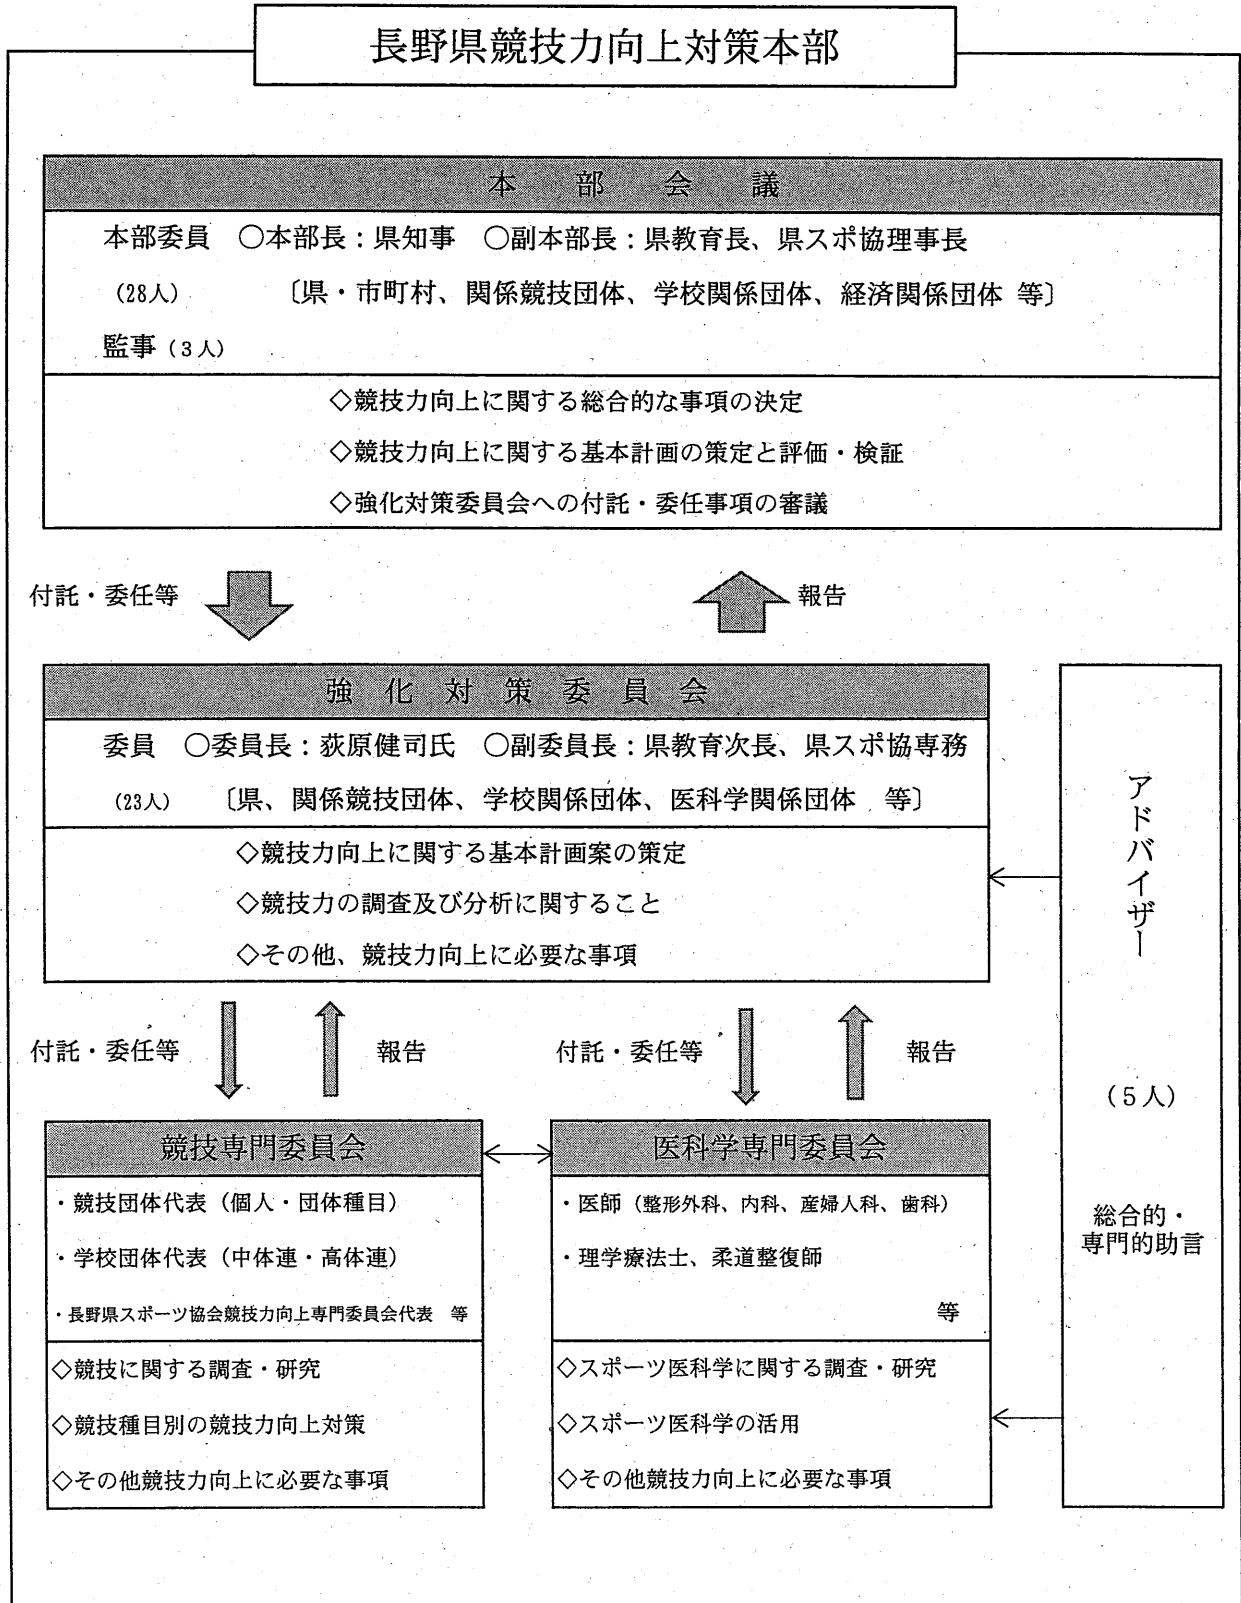 長野県競技力向上対策本部
本部会議
本部委員 〇本部長：県知事 〇副本部長：県教育長、県スポ協理事長
（28人） 〔県・市町村、関係競技団体、学校関係団体、経済関係団体 等〕
監事（3人）
◇競技力向上に関する総合的な事項の決定
◇競技力向上に関する基本計画の策定と評価・検証
◇強化対策委員会への付託・委任事項の審議
付託・委任等
報告
強化対策委員会
委員 〇委員長：荻原健司氏 〇副委員長：県教育次長、県スポ協専務
（23人） 〔県、関係競技団体、学校関係団体、医科学関係団体 等〕
◇競技力向上に関する基本計画案の策定
◇競技力の調査及び分析に関すること
◇その他、競技力向上に必要な事項
付託・委任等
報告
付託・委任等
報告
競技専門委員会
・競技団体代表（個人・団体種目）
・学校団体代表（中体連・高体連）
・長野県スポーツ協会競技力向上専門委員会代表 等
◇競技に関する調査・研究
◇競技種目別の競技力向上対策
◇その他競技力向上に必要な事項
医科学専門委員会
・医師（整形外科、内科、産婦人科、歯科）
・理学療法士、柔道整復師
等
◇スポーツ医科学に関する調査・研究
◇スポーツ医科学の活用
◇その他競技力向上に必要な事項
アドバイザー
（5人）
総合的・
専門的助言